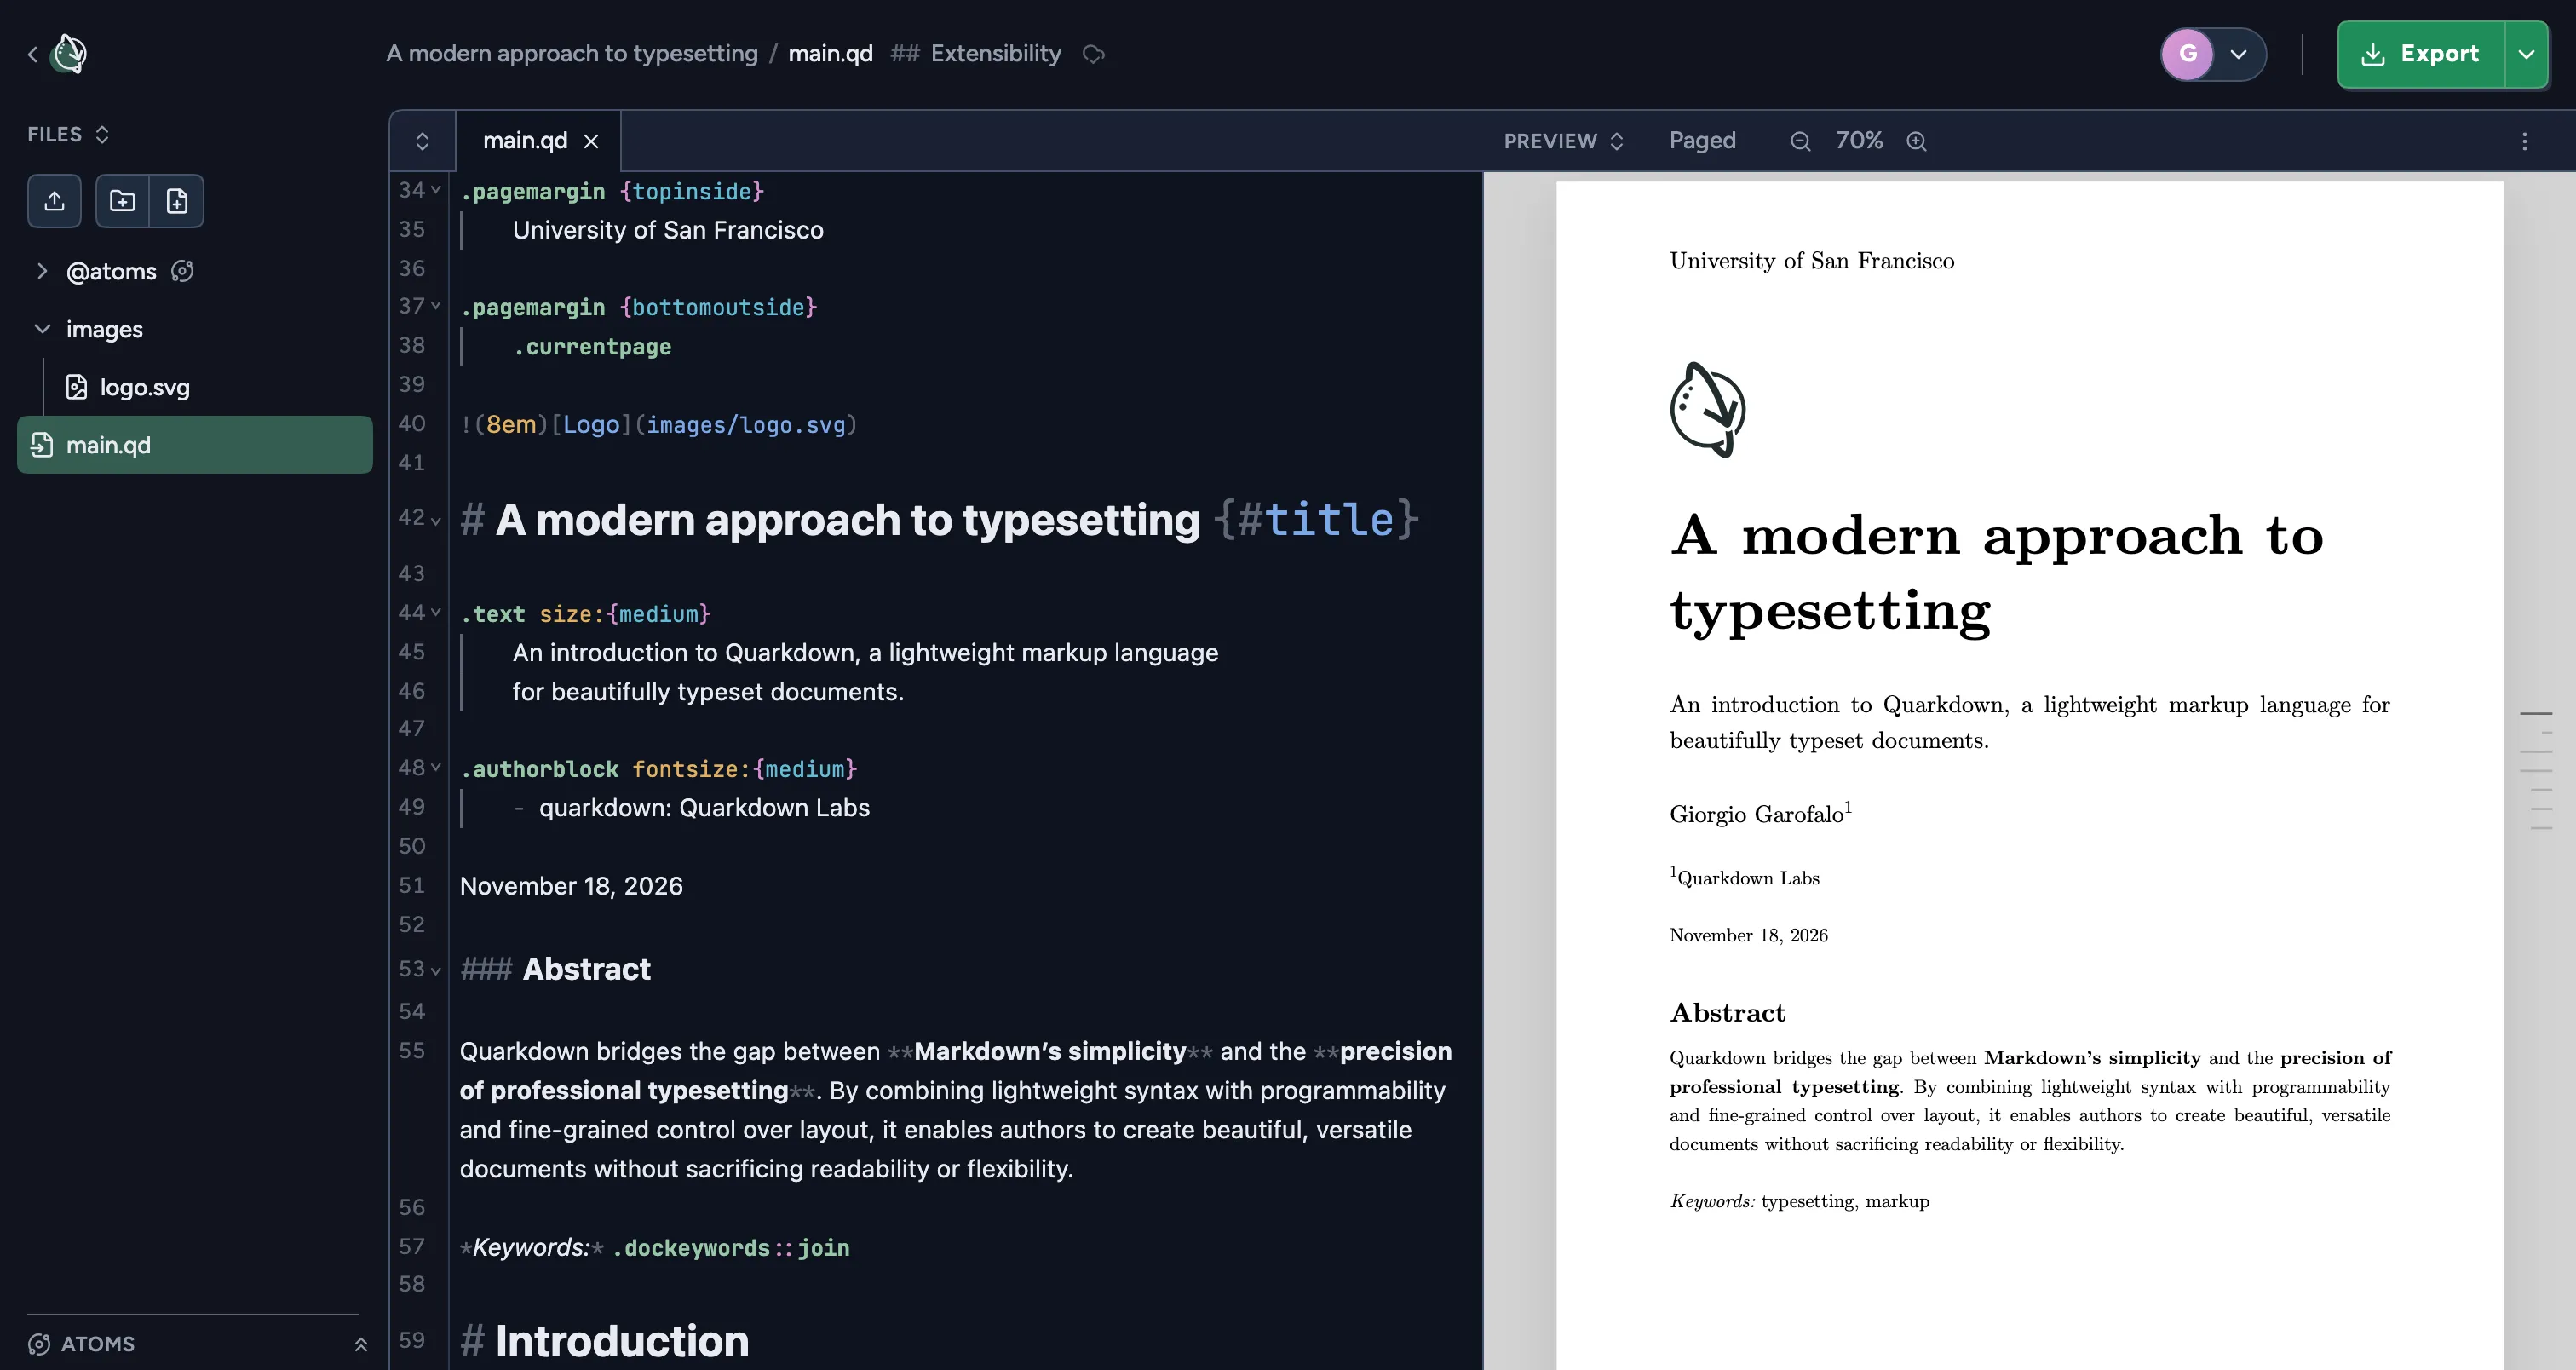 A modern approach to typesetting / main.qd ## Extensibility
G
Export
FILES
@atoms
images
logo.svg
main.qd
ATOMS
main.qd
34 .pagemargin {topinside}
35 University of San Francisco
36
37 .pagemargin {bottomoutside}
38 .currentpage
39
40 !(8em)[Logo](images/logo.svg)
41
42 # A modern approach to typesetting {#title}
43
44 .text size:{medium}
45 An introduction to Quarkdown, a lightweight markup language
46 for beautifully typeset documents.
47
48 .authorblock fontsize:{medium}
49 - quarkdown: Quarkdown Labs
50
51 November 18, 2026
52
53 ### Abstract
54
55 Quarkdown bridges the gap between **Markdown's simplicity** and the **precision
of professional typesetting**. By combining lightweight syntax with programmability
and fine-grained control over layout, it enables authors to create beautiful, versatile
documents without sacrificing readability or flexibility.
56
57 *Keywords:* .dockeywords::join
58
59 # Introduction
PREVIEW Paged 70%
University of San Francisco
A modern approach to
typesetting
An introduction to Quarkdown, a lightweight markup language for
beautifully typeset documents.
Giorgio Garofalo¹
¹Quarkdown Labs
November 18, 2026
Abstract
Quarkdown bridges the gap between Markdown's simplicity and the precision of
professional typesetting. By combining lightweight syntax with programmability
and fine-grained control over layout, it enables authors to create beautiful, versatile
documents without sacrificing readability or flexibility.
Keywords: typesetting, markup